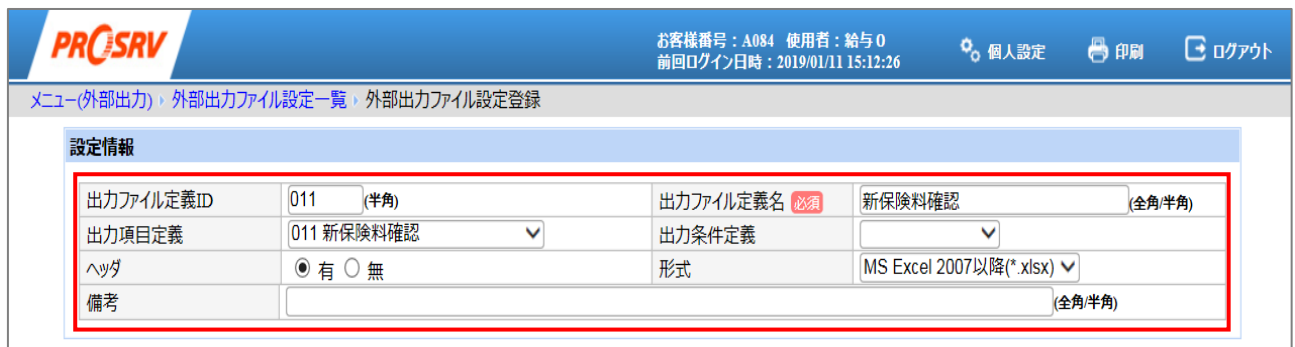 PROSRV
お客様番号：A084 使用者：給与０
前回ログイン日時：2019/01/11 15:12:26
個人設定
印刷
ログアウト
メニュー(外部出力) 外部出力ファイル設定一覧 外部出力ファイル設定登録
設定情報
出力ファイル定義ID 011 (半角) 出力ファイル定義名 必須 新保険料確認 (全角/半角)
出力項目定義 011 新保険料確認 出力条件定義
ヘッダ 有 無 形式 MS Excel 2007以降(*.xlsx)
備考 (全角/半角)